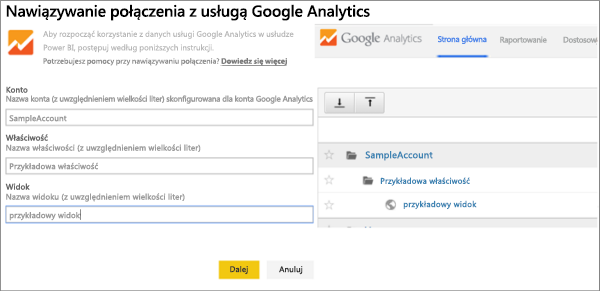 Nawiązywanie połączenia z usługą Google Analytics
Aby rozpocząć korzystanie z danych usługi Google Analytics w usłudze
Power BI, postępuj według poniższych instrukcji.
Potrzebujesz pomocy przy nawiązywaniu połączenia? Dowiedz się więcej
Konto
Nazwa konta (z uwzględnieniem wielkości liter) skonfigurowana dla konta Google Analytics
SampleAccount
Właściwość
Nazwa właściwości (z uwzględnieniem wielkości liter)
Przykładowa właściwość
Widok
Nazwa widoku (z uwzględnieniem wielkości liter)
przykładowy widok
Dalej Anuluj
Google Analytics Strona główna Raportowanie Dostosow
SampleAccount
Przykładowa właściwość
przykładowy widok